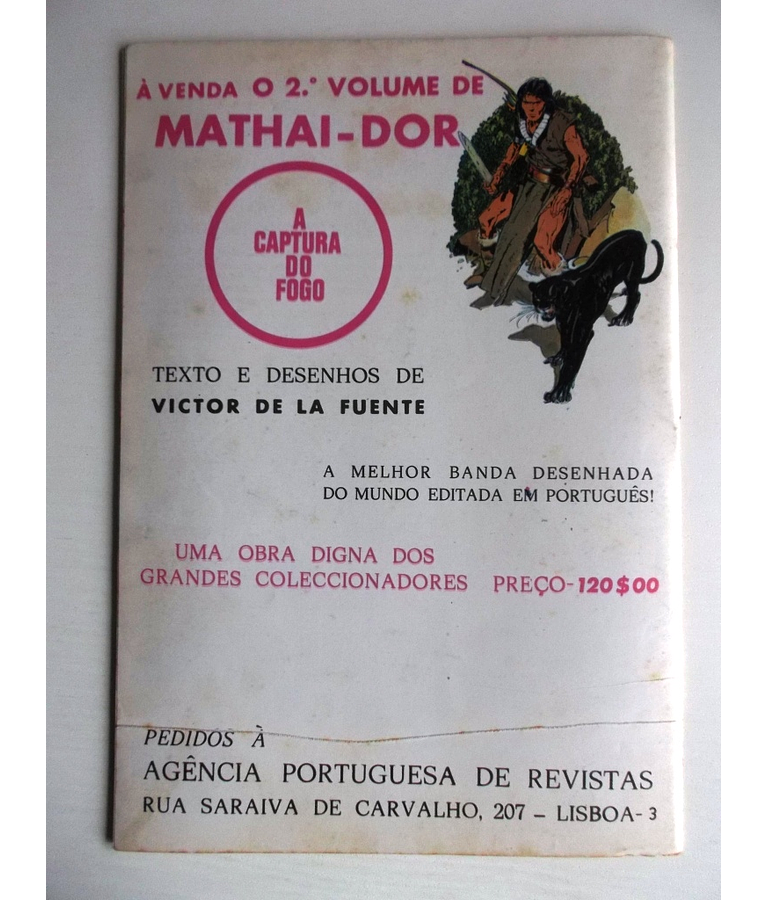 À VENDA O 2.º VOLUME DE
MATHAI-DOR
A
CAPTURA
DO
FOGO
TEXTO E DESENHOS DE
VICTOR DE LA FUENTE
A MELHOR BANDA DESENHADA
DO MUNDO EDITADA EM PORTUGUÊS!
UMA OBRA DIGNA DOS
GRANDES COLECCIONADORES PREÇO-120$00
PEDIDOS À
AGÊNCIA PORTUGUESA DE REVISTAS
RUA SARAIVA DE CARVALHO, 207 – LISBOA-3